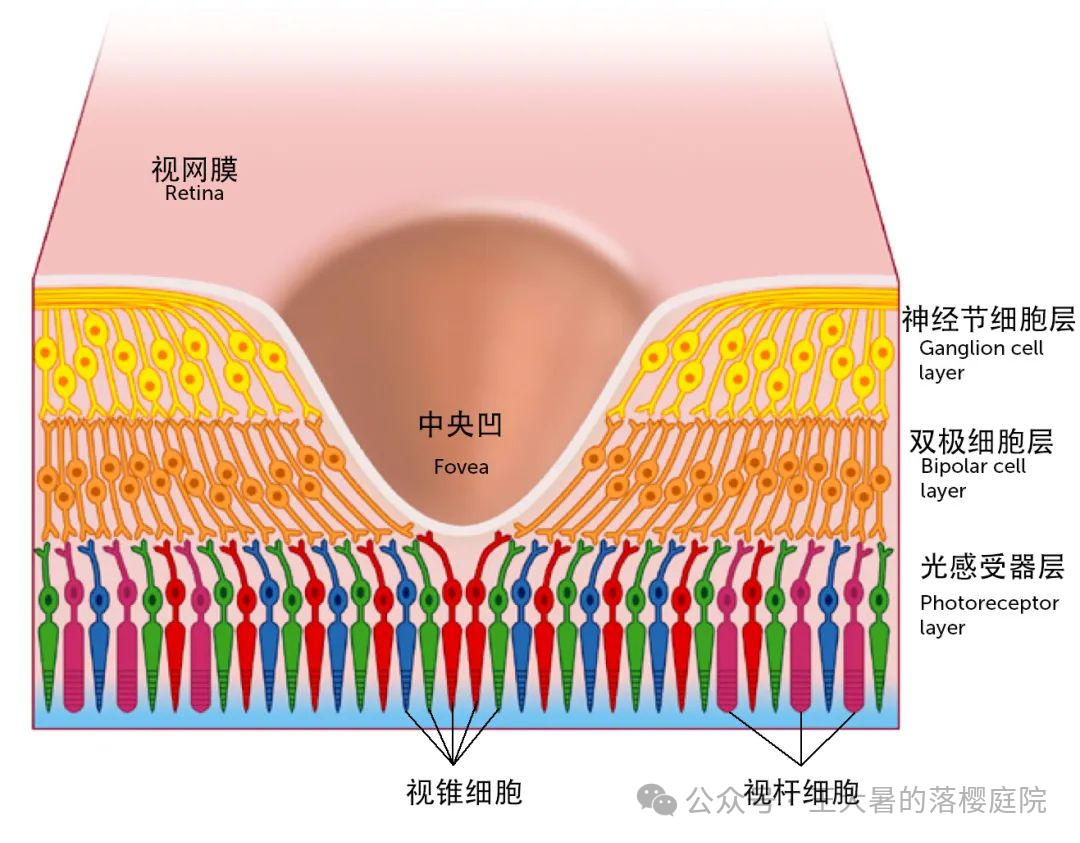 视网膜
Retina
神经节细胞层
Ganglion cell
layer
中央凹
Fovea
双极细胞层
Bipolar cell
layer
光感受器层
Photoreceptor
layer
视锥细胞
视杆细胞
公众号 大暑的落樱庭院